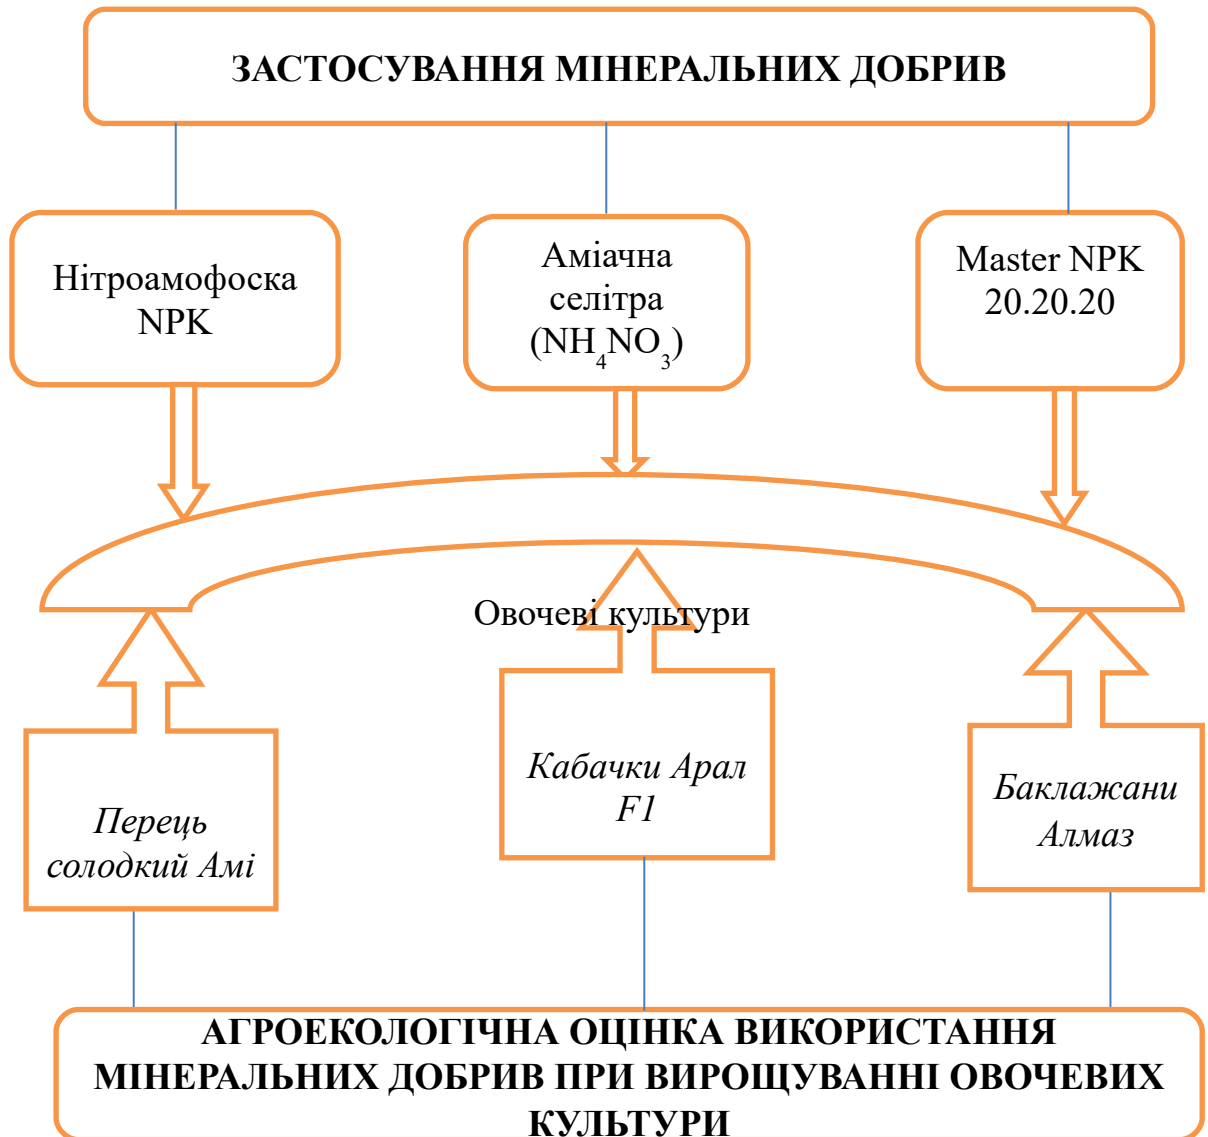 ЗАСТОСУВАННЯ МІНЕРАЛЬНИХ ДОБРИВ
Нітроамофоска
NPK
Аміачна
селітра
(NH₄NO₃)
Master NPK
20.20.20
Овочеві культури
Перець
солодкий Амі
Кабачки Арал
F1
Баклажани
Алмаз
АГРОЕКОЛОГІЧНА ОЦІНКА ВИКОРИСТАННЯ
МІНЕРАЛЬНИХ ДОБРИВ ПРИ ВИРОЩУВАННІ ОВОЧЕВИХ
КУЛЬТУРИ